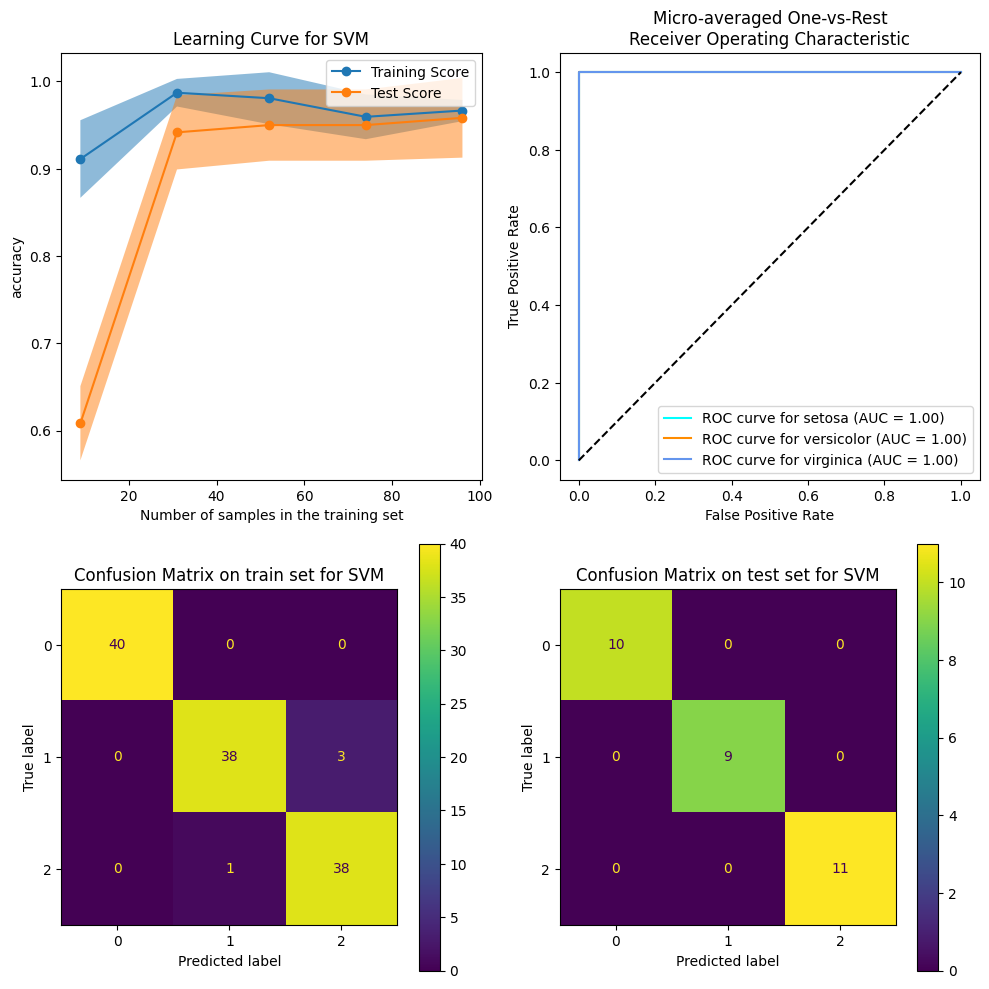 Learning Curve for SVM
1.0
0.9
0.8
0.7
0.6
accuracy
Training Score
Test Score
20 40 60 80 100
Number of samples in the training set
Micro-averaged One-vs-Rest
Receiver Operating Characteristic
1.0
0.8
0.6
0.4
0.2
0.0
True Positive Rate
ROC curve for setosa (AUC = 1.00)
ROC curve for versicolor (AUC = 1.00)
ROC curve for virginica (AUC = 1.00)
0.0 0.2 0.4 0.6 0.8 1.0
False Positive Rate
Confusion Matrix on train set for SVM
True label
0 40 0 0
1 0 38 3
2 0 1 38
0 1 2
Predicted label
40
35
30
25
20
15
10
5
0
Confusion Matrix on test set for SVM
True label
0 10 0 0
1 0 9 0
2 0 0 11
0 1 2
Predicted label
10
8
6
4
2
0